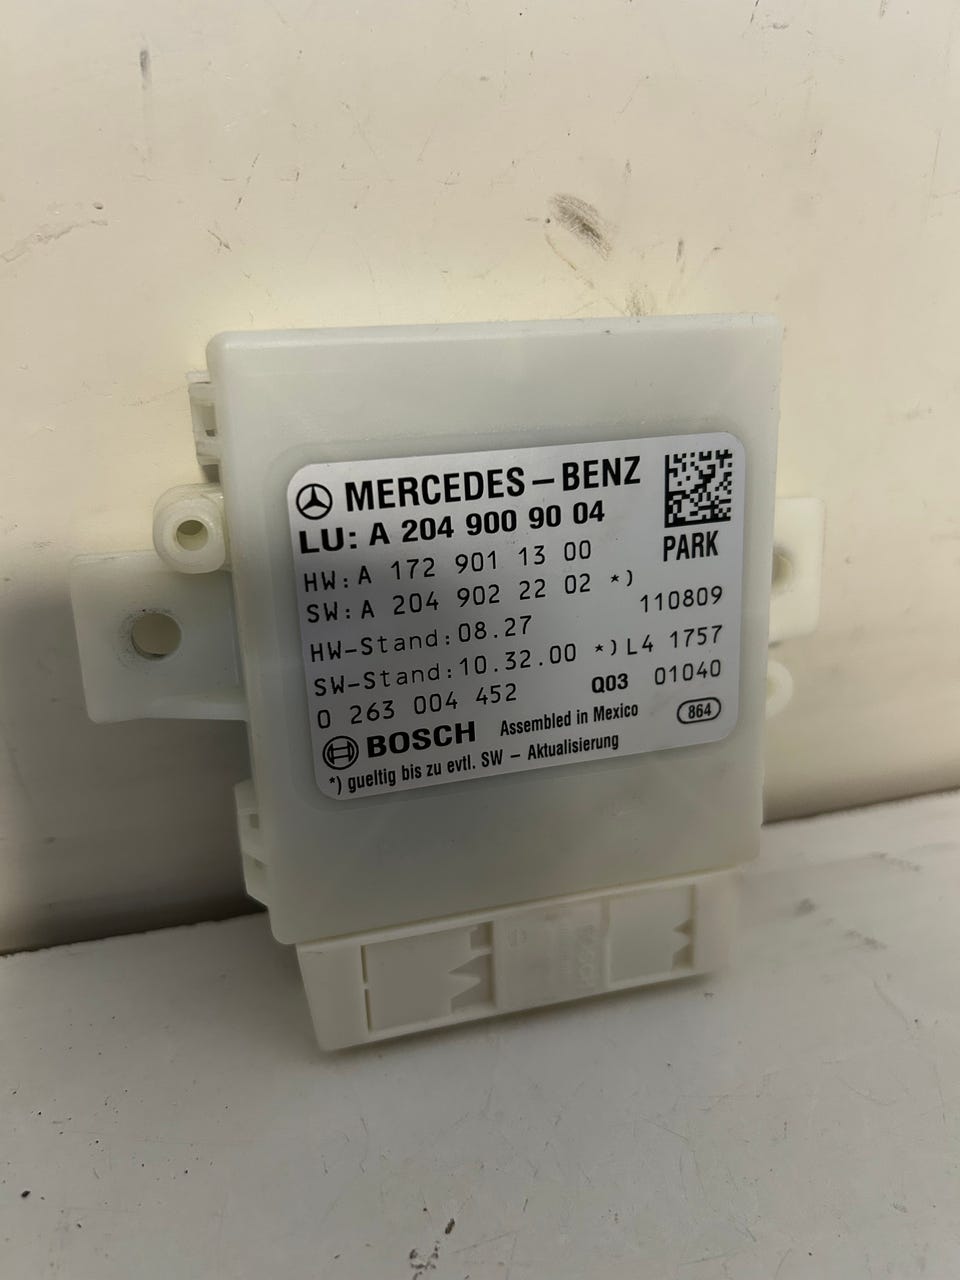 MERCEDES-BENZ
LU: A 204 900 90 04
PARK
HW: A 172 901 13 00
SW: A 204 902 22 02 *)
110809
HW-Stand: 08.27
SW-Stand: 10.32.00 *) L4 1757
0 263 004 452 Q03 01040
BOSCH Assembled in Mexico 864
*) gueltig bis zu evtl. SW - Aktualisierung